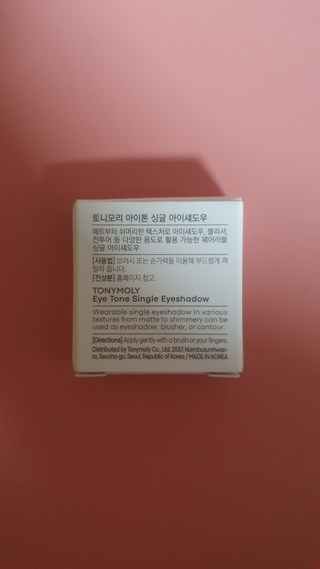 토니모리 아이톤 싱글 아이섀도우
매트부터 쉬머리한 텍스처로 아이섀도우, 블러셔,
컨투어 등 다양한 용도로 활용 가능한 웨어러블
싱글 아이섀도우
[사용법] 브러시 또는 손가락을 이용해 부드럽게 펴
발라 줍니다.
[전성분] 홈페이지 참고
TONYMOLY
Eye Tone Single Eyeshadow
Wearable single eyeshadow in various
textures from matte to shimmery can be
used as eyeshadow, blusher, or contour.
[Directions] Apply gently with a brush or your fingers.
Distributed by Tonymoly Co., Ltd. 2557, Nambusunhwan-
ro, Seocho-gu, Seoul, Republic of Korea / MADE IN KOREA